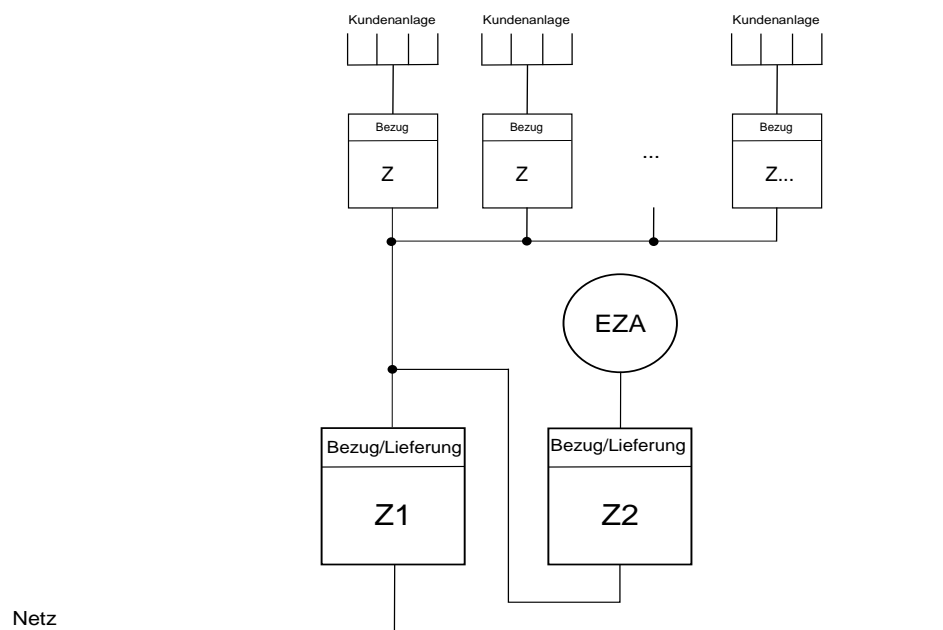 Kundenanlage Kundenanlage Kundenanlage
Bezug Bezug Bezug
Z Z ... Z...
EZA
Bezug/Lieferung Bezug/Lieferung
Z1 Z2
Netz